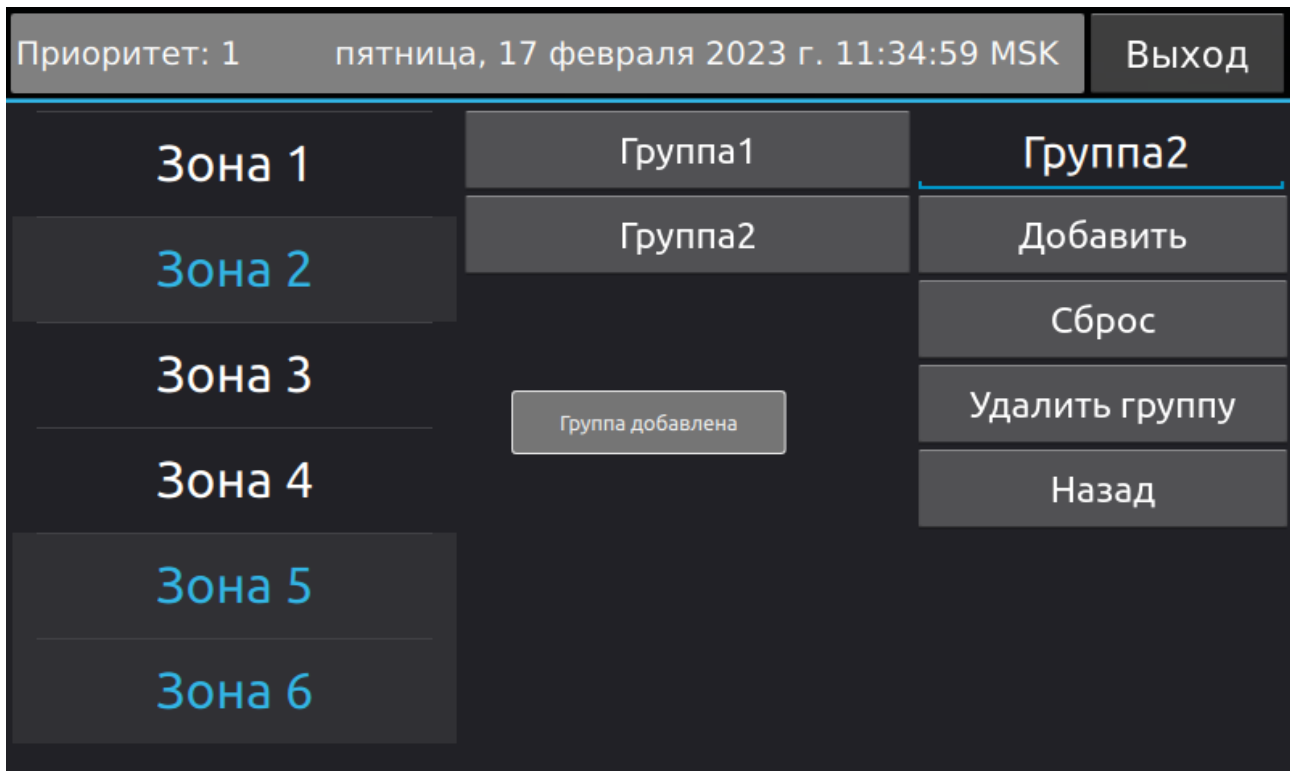 Приоритет: 1 пятница, 17 февраля 2023 г. 11:34:59 MSK Выход
Зона 1
Зона 2
Зона 3
Зона 4
Зона 5
Зона 6
Группа1
Группа2
Группа добавлена
Группа2
Добавить
Сброс
Удалить группу
Назад